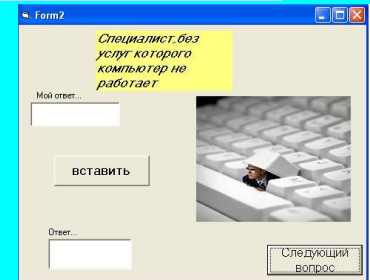 Form2
Специалист,без
услуг которого
компьютер не
работает
Мой ответ...
вставить
Ответ...
Следующий
вопрос